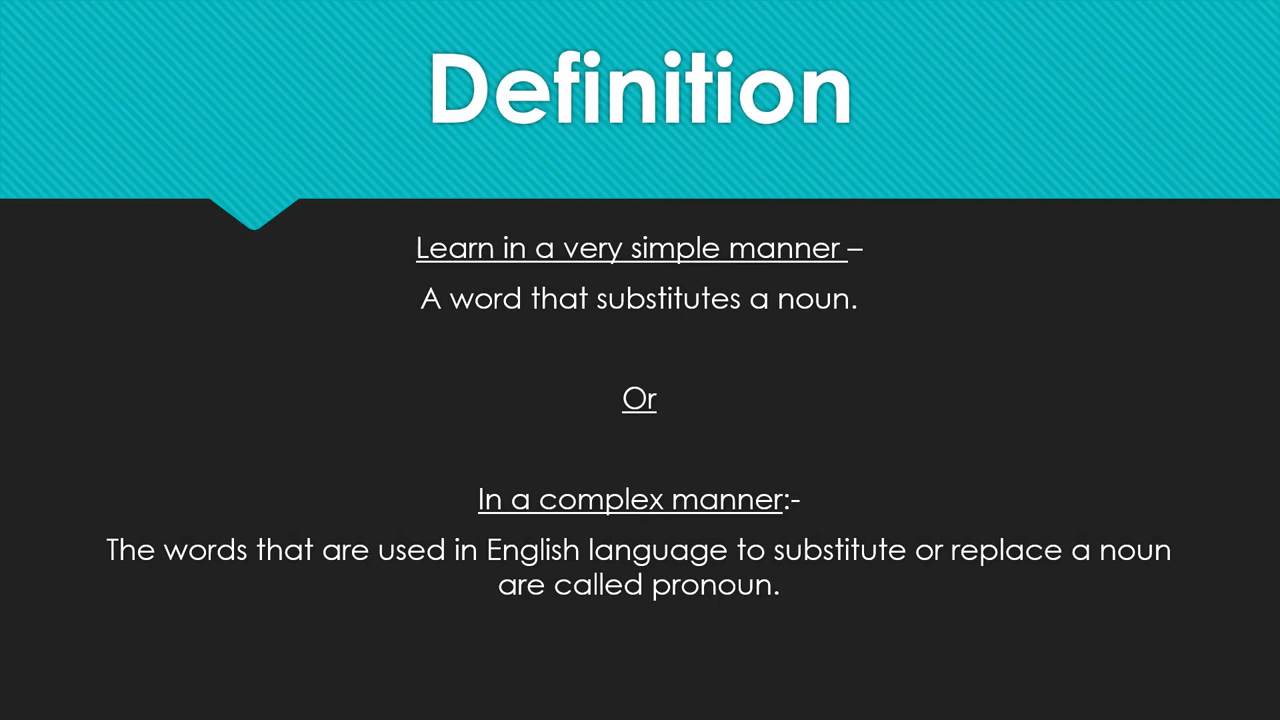 Definition
Learn in a very simple manner –
A word that substitutes a noun.
Or
In a complex manner:-
The words that are used in English language to substitute or replace a noun
are called pronoun.